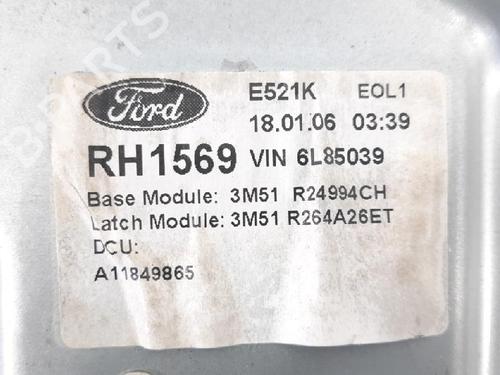 Ford E521K EOL1
18.01.06 03:39
RH1569 VIN 6L85039
Base Module: 3M51 R24994CH
Latch Module: 3M51 R264A26ET
DCU:
A11849865
PARTS